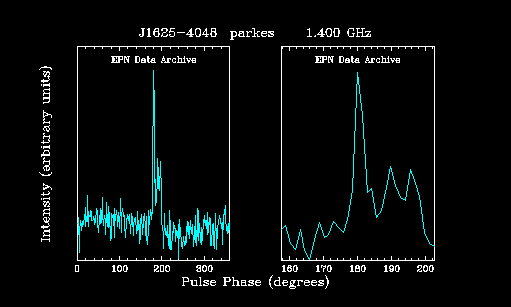 J1625-4048 parkes 1.400 GHz
EPN Data Archive EPN Data Archive
Intensity (arbitrary units)
0 100 200 300 160 170 180 190 200
Pulse Phase (degrees)